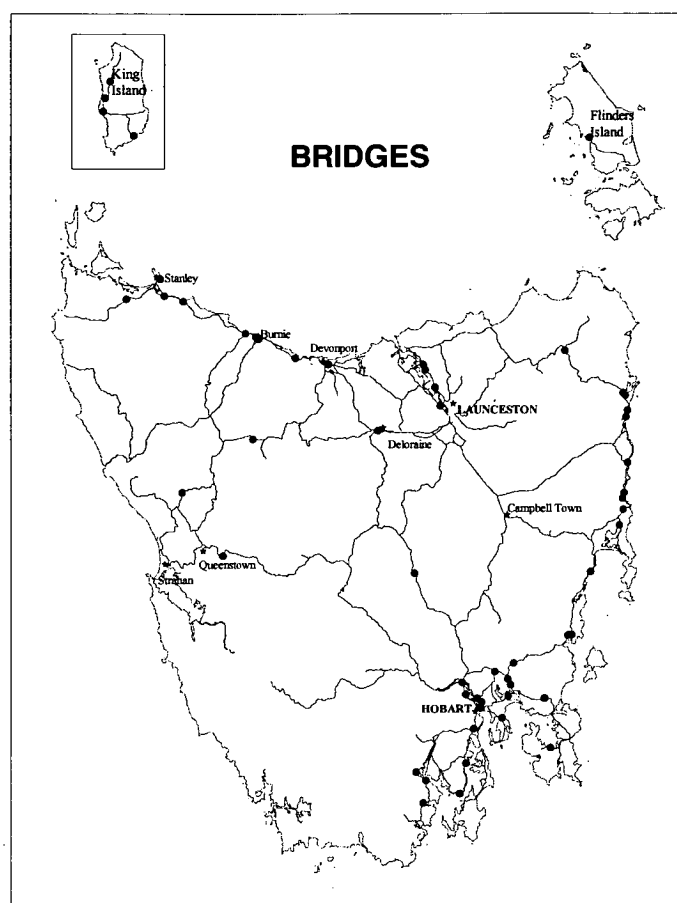 King
Island
Flinders
Island
BRIDGES
Stanley
Burnie
Devonport
LAUNCESTON
Deloraine
Campbell Town
Queenstown
Strahan
HOBART